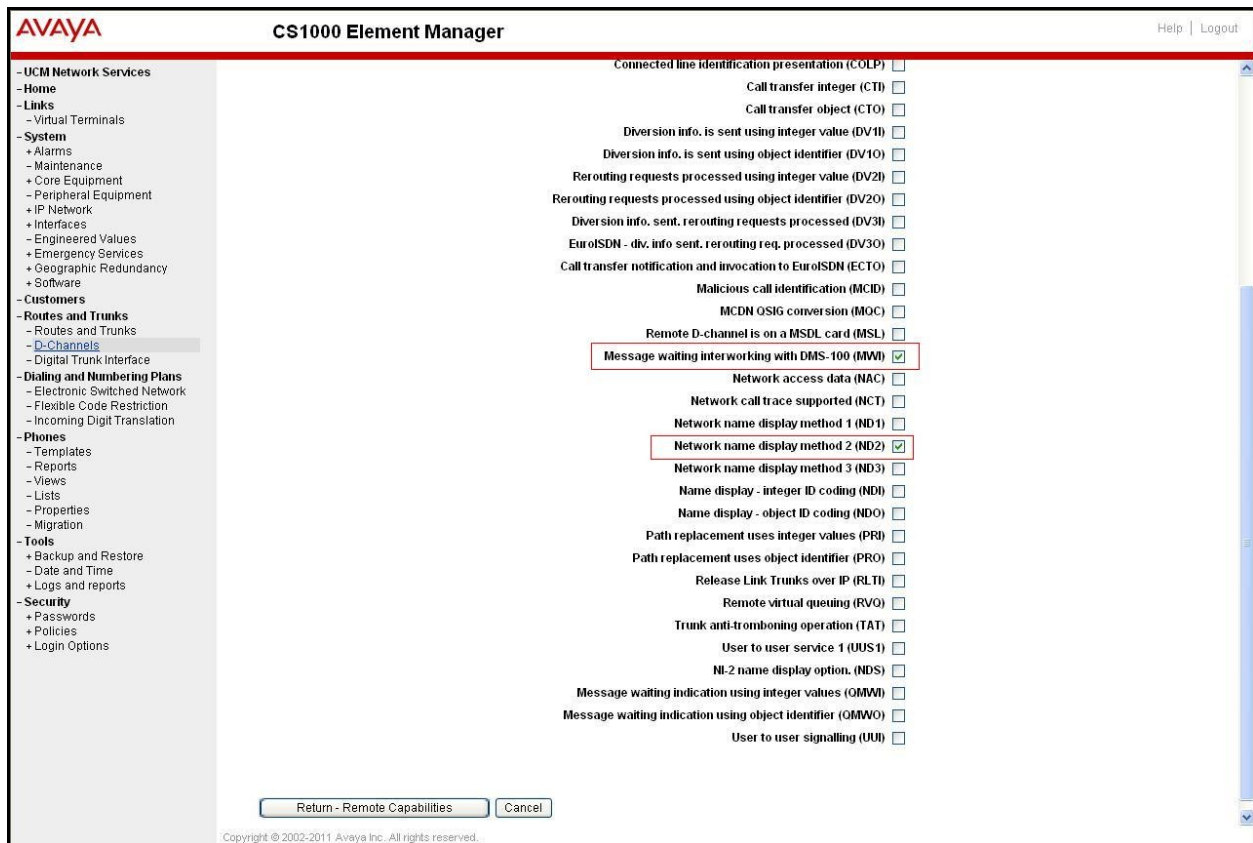 AVAYA
CS1000 Element Manager
Help | Logout
- UCM Network Services
- Home
- Links
- Virtual Terminals
- System
+ Alarms
- Maintenance
+ Core Equipment
- Peripheral Equipment
+ IP Network
+ Interfaces
- Engineered Values
+ Emergency Services
+ Geographic Redundancy
+ Software
- Customers
- Routes and Trunks
- Routes and Trunks
- D-Channels
- Digital Trunk Interface
- Dialing and Numbering Plans
- Electronic Switched Network
- Flexible Code Restriction
- Incoming Digit Translation
- Phones
- Templates
- Reports
- Views
- Lists
- Properties
- Migration
- Tools
+ Backup and Restore
- Date and Time
+ Logs and reports
- Security
+ Passwords
+ Policies
+ Login Options
Connected line identification presentation (COLP)
Call transfer integer (CTI)
Call transfer object (CTO)
Diversion info. is sent using integer value (DV1I)
Diversion info. is sent using object identifier (DV1O)
Rerouting requests processed using integer value (DV2I)
Rerouting requests processed using object identifier (DV2O)
Diversion info. sent. rerouting requests processed (DV3I)
EuroISDN - div. info sent. rerouting req. processed (DV3O)
Call transfer notification and invocation to EuroISDN (ECTO)
Malicious call identification (MCID)
MCDN QSIG conversion (MQC)
Remote D-channel is on a MSDL card (MSL)
Message waiting interworking with DMS-100 (MWI)
Network access data (NAC)
Network call trace supported (NCT)
Network name display method 1 (ND1)
Network name display method 2 (ND2)
Network name display method 3 (ND3)
Name display - integer ID coding (NDI)
Name display - object ID coding (NDO)
Path replacement uses integer values (PRI)
Path replacement uses object identifier (PRO)
Release Link Trunks over IP (RLTI)
Remote virtual queuing (RVQ)
Trunk anti-tromboning operation (TAT)
User to user service 1 (UUS1)
NI-2 name display option. (NDS)
Message waiting indication using integer values (QMWI)
Message waiting indication using object identifier (QMWO)
User to user signalling (UUI)
Return - Remote Capabilities
Cancel
Copyright © 2002-2011 Avaya Inc. All rights reserved.